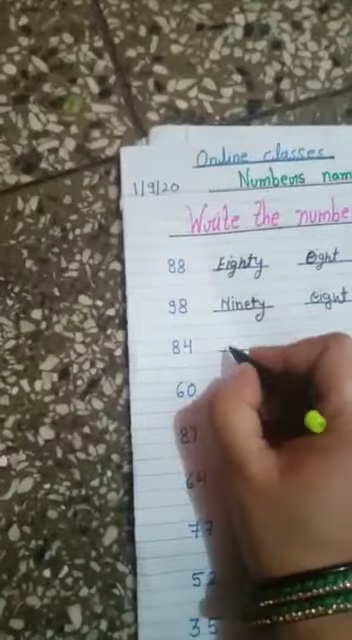 Online classes
1/9/20 Numbers nam
Write the numbe
88 Eighty eight
98 Ninety eight
84
60
87
64
77
52
35